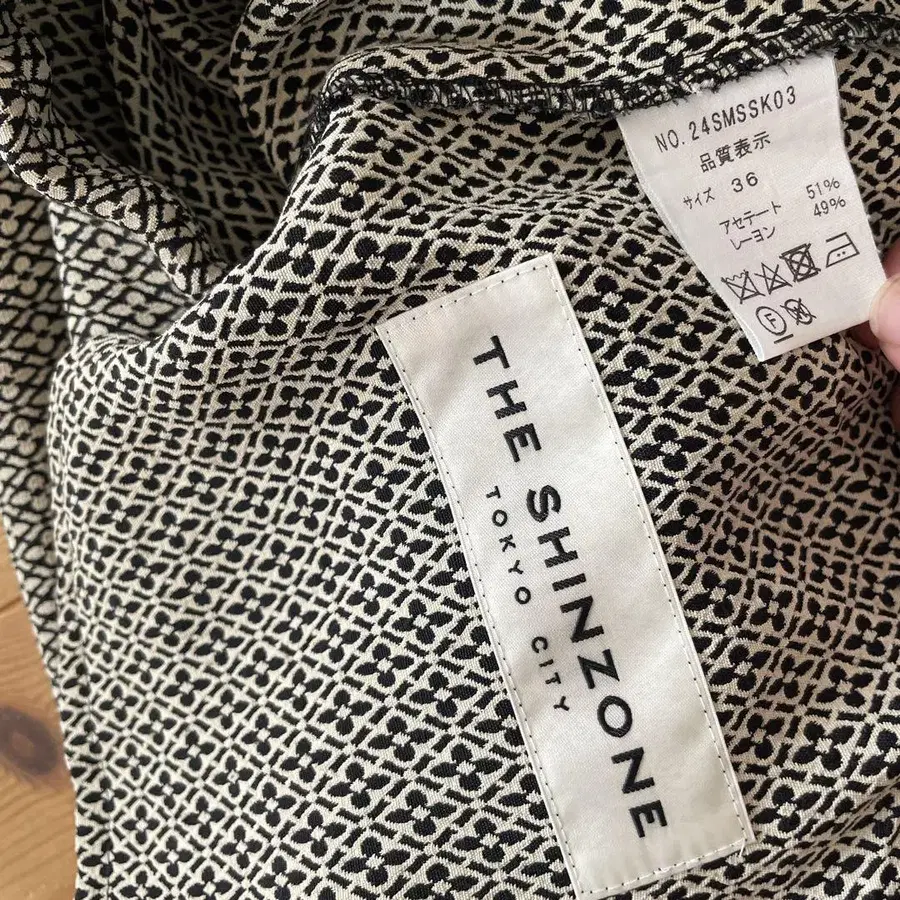 NO. 24SMSSK03
品質表示
サイズ 36
アセテート 51%
レーヨン 49%
F
THE SHINZONE
TOKYO CITY